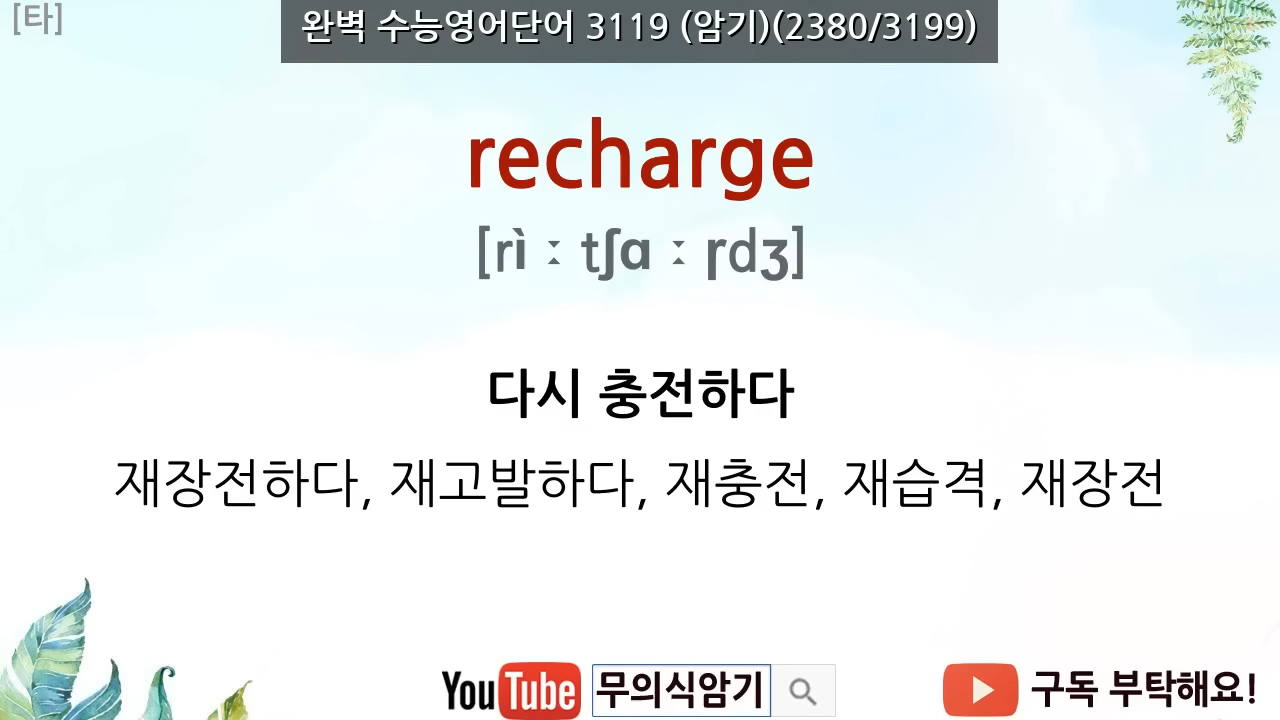 [타]
완벽 수능영어단어 3119 (암기)(2380/3199)
recharge
[rìːtʃɑːrdʒ]
다시 충전하다
재장전하다, 재고발하다, 재충전, 재습격, 재장전
YouTube 무의식암기
구독 부탁해요!